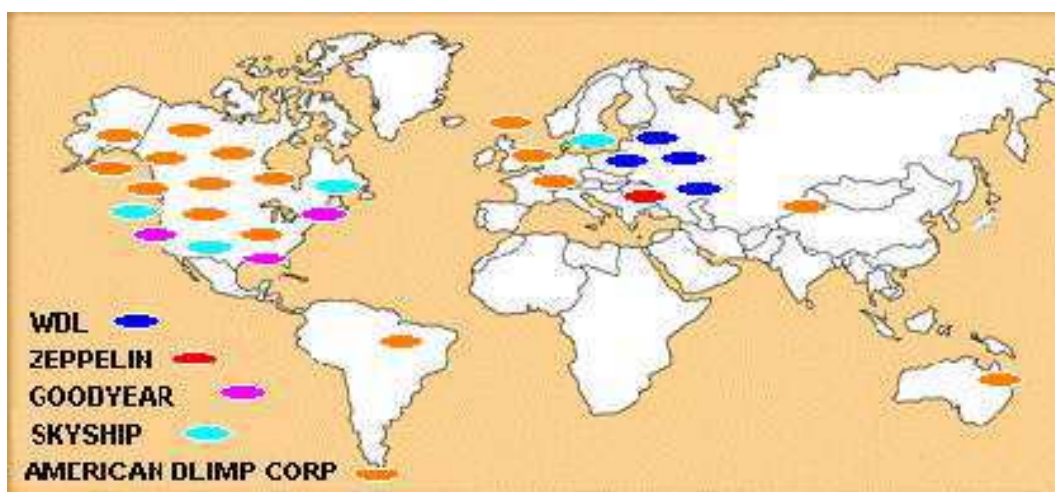 WDL
ZEPPELIN
GOODYEAR
SKYSHIP
AMERICAN DLIMP CORP